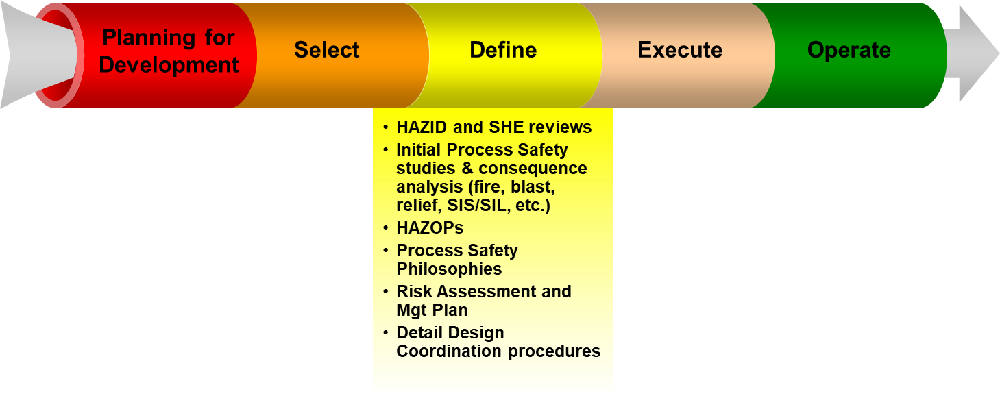 Planning for
Development
Select
Define
Execute
Operate
• HAZID and SHE reviews
• Initial Process Safety
studies & consequence
analysis (fire, blast,
relief, SIS/SIL, etc.)
• HAZOPs
• Process Safety
Philosophies
• Risk Assessment and
Mgt Plan
• Detail Design
Coordination procedures